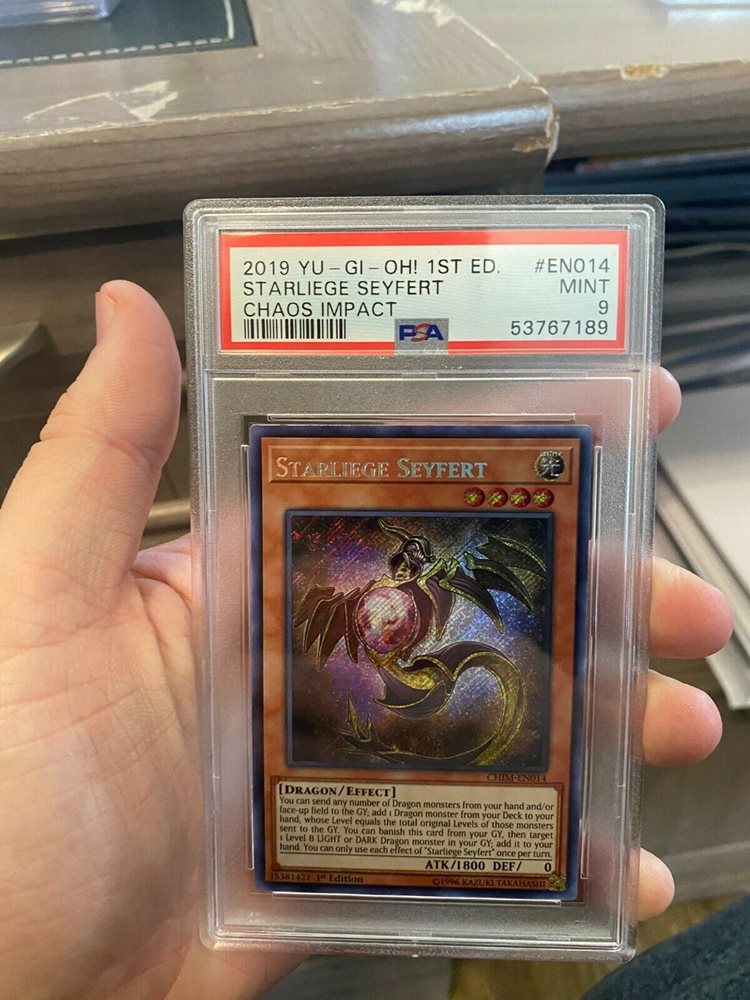 2019 YU-GI-OH! 1ST ED. #EN014
STARLIEGE SEYFERT MINT
CHAOS IMPACT 9
PSA 53767189
STARLIEGE SEYFERT
光
CHIM-EN014
[DRAGON/EFFECT]
You can send any number of Dragon monsters from your hand and/or
face-up field to the GY; add 1 Dragon monster from your Deck to your
hand, whose Level equals the total original Levels of those monsters
sent to the GY. You can banish this card from your GY, then target
1 Level 8 LIGHT or DARK Dragon monster in your GY; add it to your
hand. You can only use each effect of "Starliege Seyfert" once per turn.
ATK/1800 DEF/ 0
15381421 1st Edition ©1996 KAZUKI TAKAHASHI